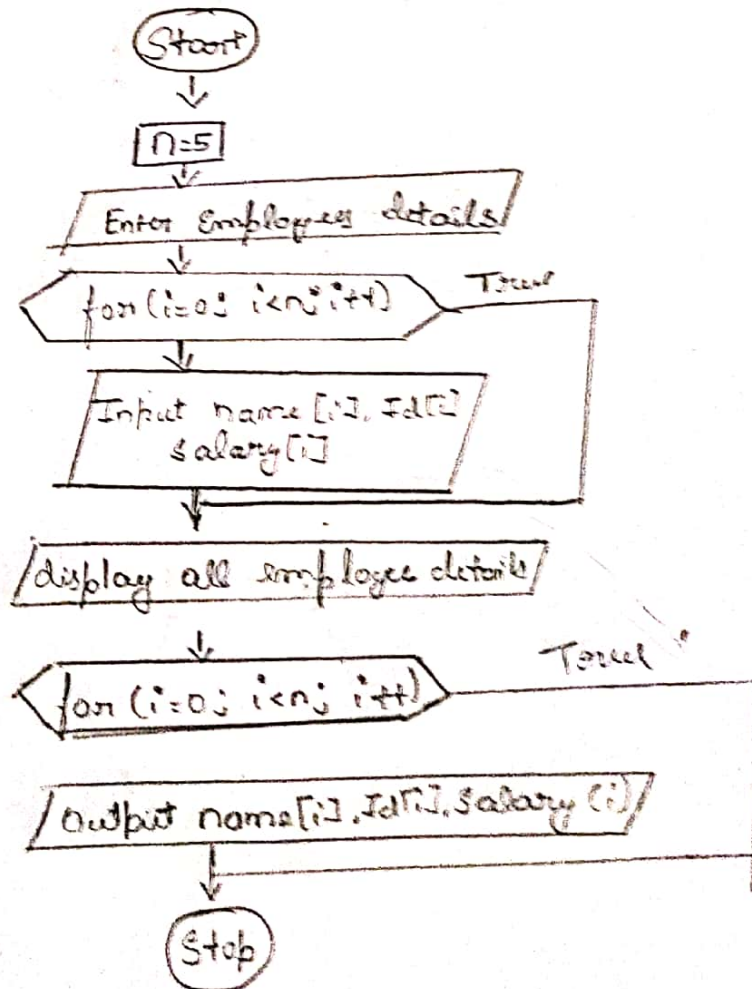 Start
n=5
Enter Employees details
for (i=0; i<n; i++)
True
Input name[i], Id[i]
salary[i]
display all employee details
True
for (i=0; i<n; i++)
Output name[i], Id[i], salary(i)
Stop